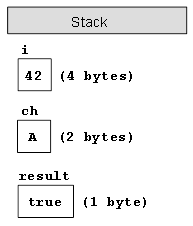 Stack
i
42 (4 bytes)
ch
A (2 bytes)
result
true (1 byte)